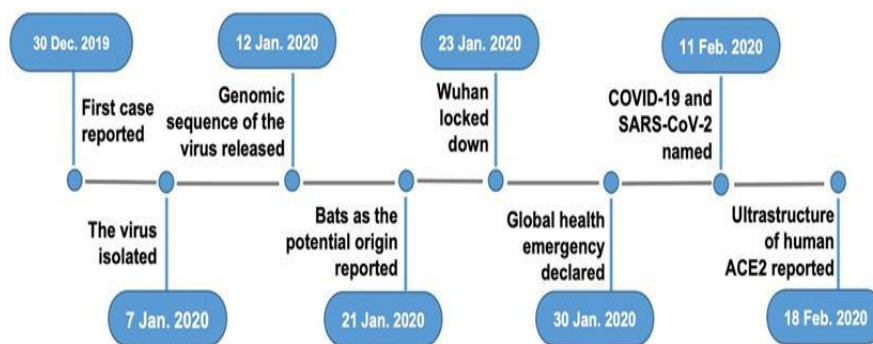 30 Dec. 2019
First case
reported
The virus
isolated
7 Jan. 2020
12 Jan. 2020
Genomic
sequence of the
virus released
Bats as the
potential origin
reported
21 Jan. 2020
23 Jan. 2020
Wuhan
locked
down
Global health
emergency
declared
30 Jan. 2020
11 Feb. 2020
COVID-19 and
SARS-CoV-2
named
Ultrastructure
of human
ACE2 reported
18 Feb. 2020